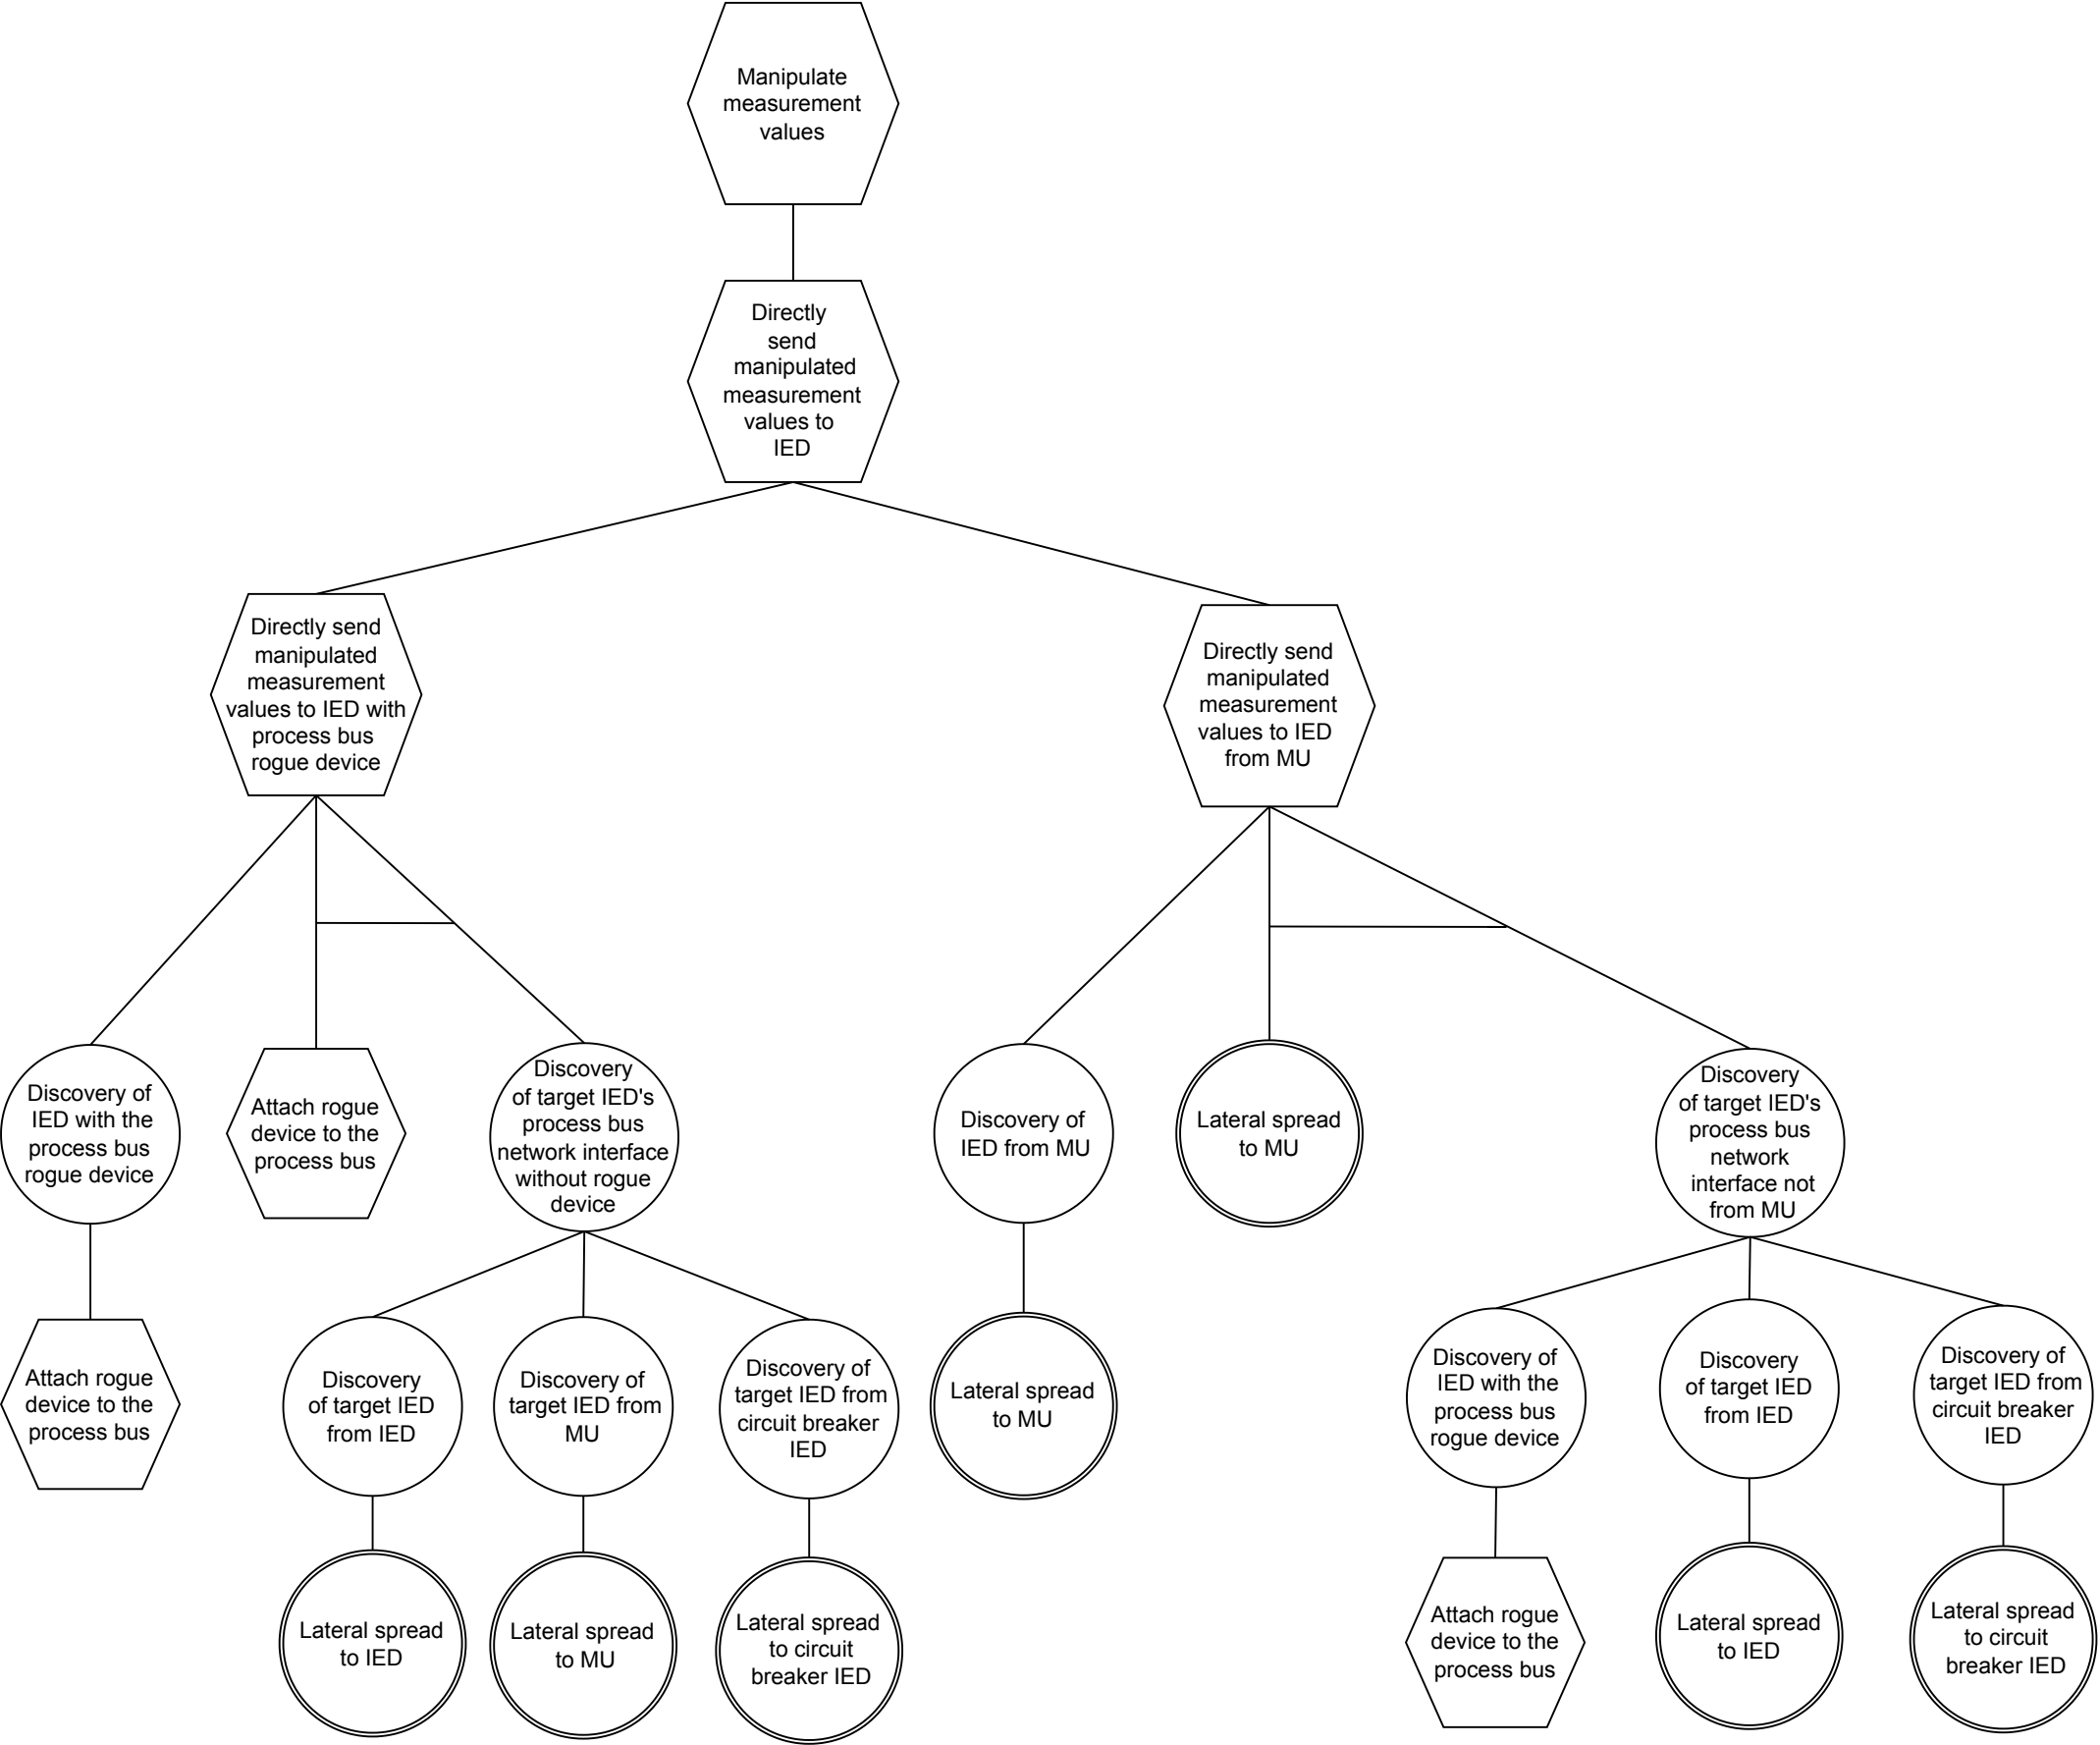 Manipulate
measurement
values
Directly
send
manipulated
measurement
values to
IED
Directly send
manipulated
measurement
values to IED with
process bus
rogue device
Directly send
manipulated
measurement
values to IED
from MU
Discovery of
IED with the
process bus
rogue device
Attach rogue
device to the
process bus
Discovery
of target IED's
process bus
network interface
without rogue
device
Discovery of
IED from MU
Lateral spread
to MU
Discovery
of target IED's
process bus
network
interface not
from MU
Attach rogue
device to the
process bus
Discovery
of target IED
from IED
Discovery of
target IED from
MU
Discovery of
target IED from
circuit breaker
IED
Lateral spread
to MU
Discovery of
IED with the
process bus
rogue device
Discovery
of target IED
from IED
Discovery of
target IED from
circuit breaker
IED
Lateral spread
to IED
Lateral spread
to MU
Lateral spread
to circuit
breaker IED
Attach rogue
device to the
process bus
Lateral spread
to IED
Lateral spread
to circuit
breaker IED